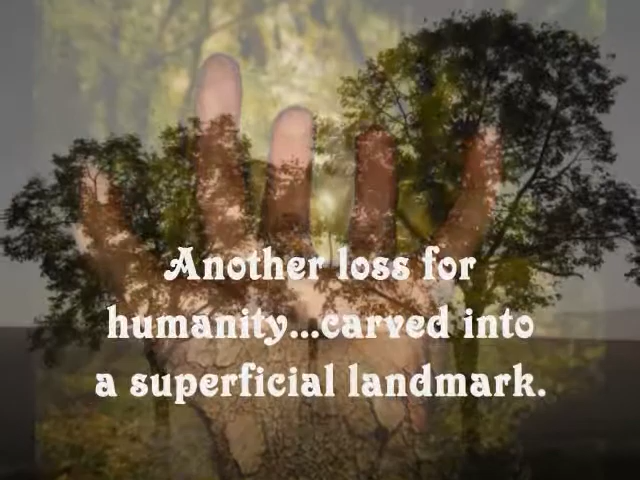 Another loss for
humanity...carved into
a superficial landmark.